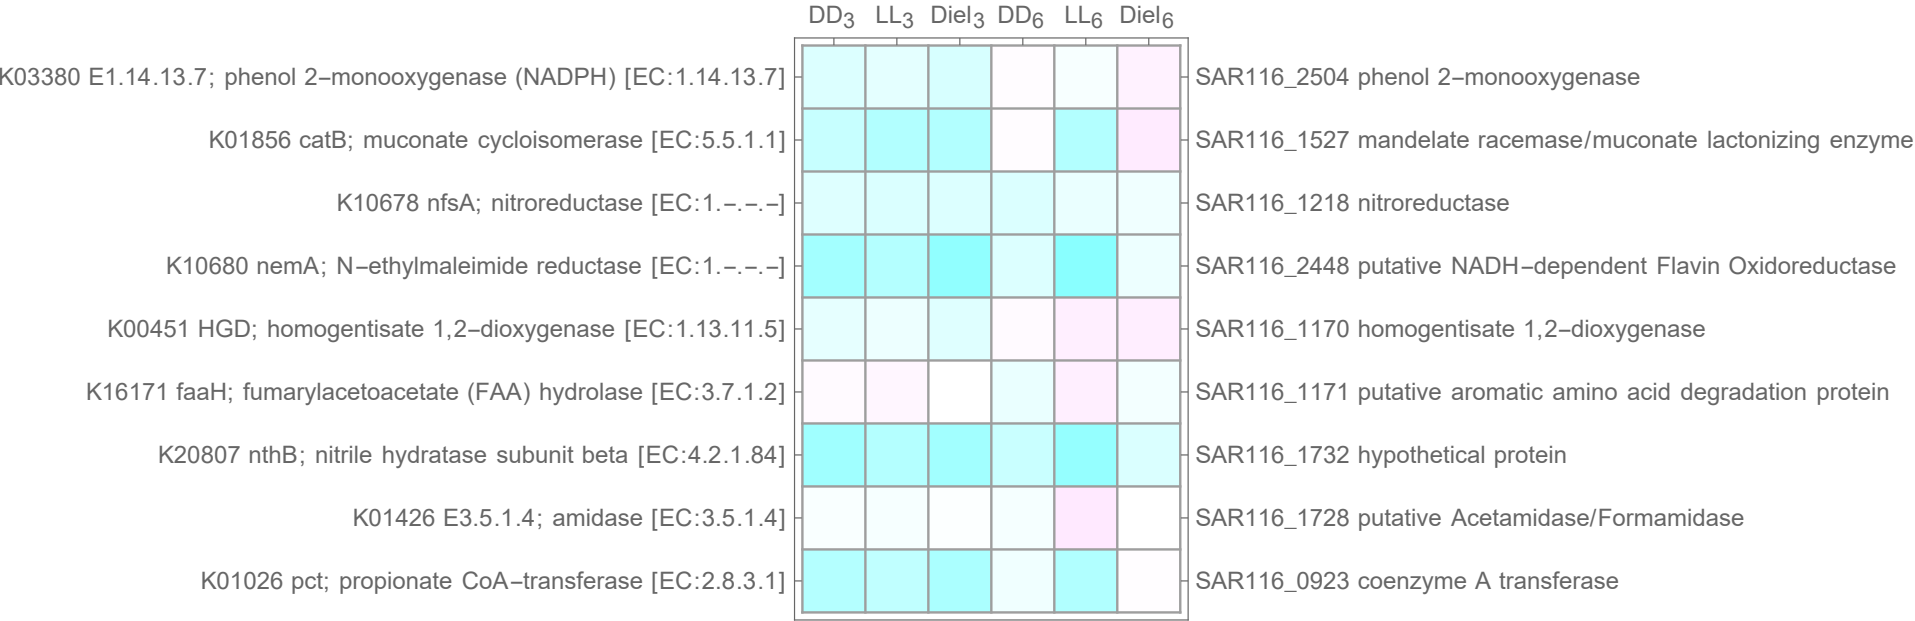 DD3 LL3 Diel3 DD6 LL6 Diel6
K03380 E1.14.13.7; phenol 2−monooxygenase (NADPH) [EC:1.14.13.7] SAR116_2504 phenol 2−monooxygenase
K01856 catB; muconate cycloisomerase [EC:5.5.1.1] SAR116_1527 mandelate racemase/muconate lactonizing enzyme
K10678 nfsA; nitroreductase [EC:1.−.−.−] SAR116_1218 nitroreductase
K10680 nemA; N−ethylmaleimide reductase [EC:1.−.−.−] SAR116_2448 putative NADH−dependent Flavin Oxidoreductase
K00451 HGD; homogentisate 1,2−dioxygenase [EC:1.13.11.5] SAR116_1170 homogentisate 1,2−dioxygenase
K16171 faaH; fumarylacetoacetate (FAA) hydrolase [EC:3.7.1.2] SAR116_1171 putative aromatic amino acid degradation protein
K20807 nthB; nitrile hydratase subunit beta [EC:4.2.1.84] SAR116_1732 hypothetical protein
K01426 E3.5.1.4; amidase [EC:3.5.1.4] SAR116_1728 putative Acetamidase/Formamidase
K01026 pct; propionate CoA−transferase [EC:2.8.3.1] SAR116_0923 coenzyme A transferase